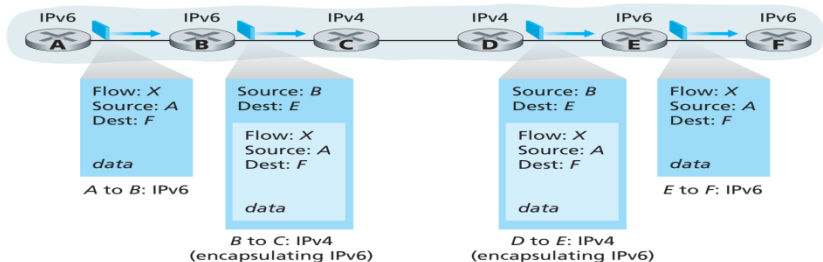 IPv6 IPv6 IPv4 IPv4 IPv6 IPv6
A B C D E F
Flow: X
Source: A
Dest: F
data
A to B: IPv6
Source: B
Dest: E
Flow: X
Source: A
Dest: F
data
B to C: IPv4
(encapsulating IPv6)
Source: B
Dest: E
Flow: X
Source: A
Dest: F
data
D to E: IPv4
(encapsulating IPv6)
Flow: X
Source: A
Dest: F
data
E to F: IPv6